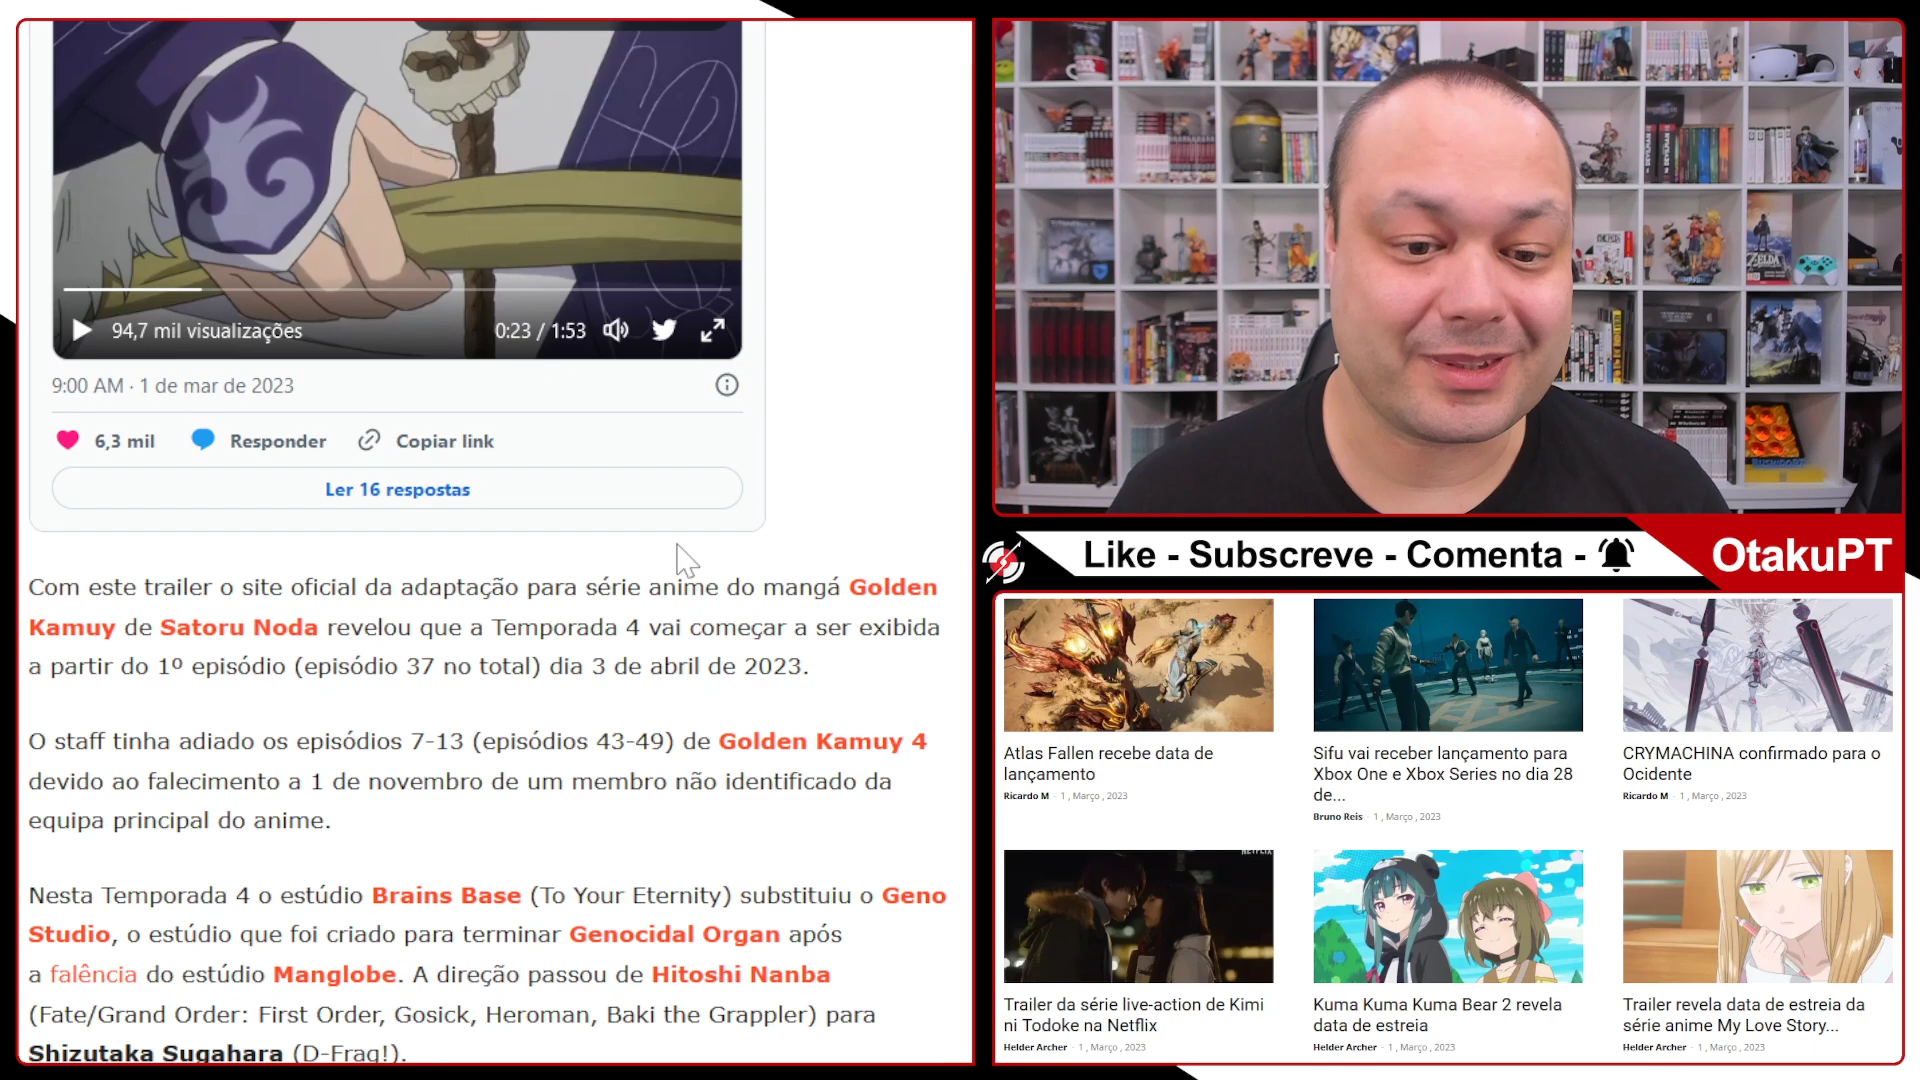 94,7 mil visualizações
0:23 / 1:53
9:00 AM · 1 de mar de 2023
6,3 mil Responder Copiar link
Ler 16 respostas
Com este trailer o site oficial da adaptação para série anime do mangá Golden
Kamuy de Satoru Noda revelou que a Temporada 4 vai começar a ser exibida
a partir do 1º episódio (episódio 37 no total) dia 3 de abril de 2023.
O staff tinha adiado os episódios 7-13 (episódios 43-49) de Golden Kamuy 4
devido ao falecimento a 1 de novembro de um membro não identificado da
equipa principal do anime.
Nesta Temporada 4 o estúdio Brains Base (To Your Eternity) substituiu o Geno
Studio, o estúdio que foi criado para terminar Genocidal Organ após
a falência do estúdio Manglobe. A direção passou de Hitoshi Nanba
(Fate/Grand Order: First Order, Gosick, Heroman, Baki the Grappler) para
Shizutaka Sugahara (D-Frag!).
ZELDA
Like - Subscreve - Comenta -
OtakuPT
Atlas Fallen recebe data de
lançamento
Ricardo M - 1 , Março , 2023
Sifu vai receber lançamento para
Xbox One e Xbox Series no dia 28
de...
Bruno Reis - 1 , Março , 2023
CRYMACHINA confirmado para o
Ocidente
Ricardo M - 1 , Março , 2023
NETFLIX
Trailer da série live-action de Kimi
ni Todoke na Netflix
Helder Archer - 1 , Março , 2023
Kuma Kuma Kuma Bear 2 revela
data de estreia
Helder Archer - 1 , Março , 2023
Trailer revela data de estreia da
série anime My Love Story...
Helder Archer - 1 , Março , 2023